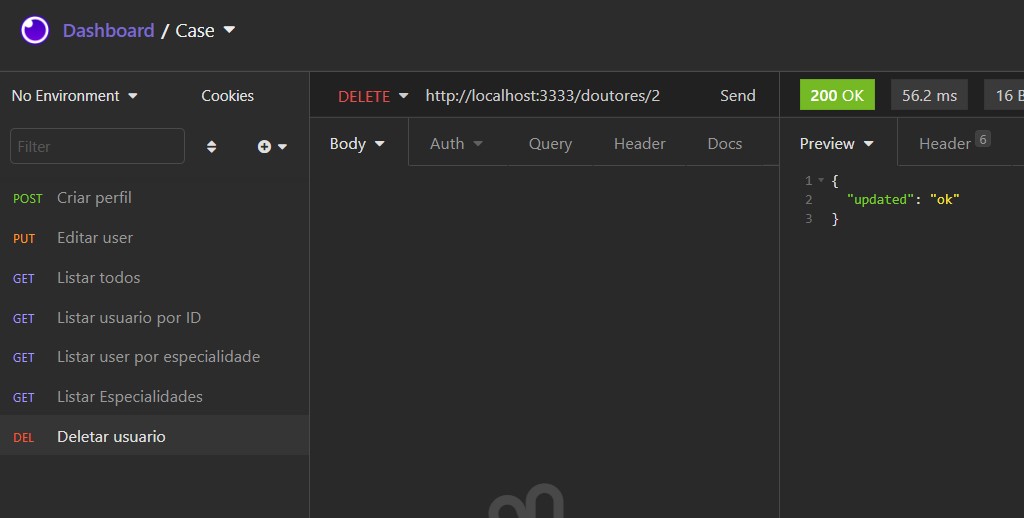 Dashboard / Case
No Environment
Cookies
Filter
POST Criar perfil
PUT Editar user
GET Listar todos
GET Listar usuario por ID
GET Listar user por especialidade
GET Listar Especialidades
DEL Deletar usuario
DELETE http://localhost:3333/doutores/2 Send
Body Auth Query Header Docs
200 OK 56.2 ms 16 B
Preview Header 6
1 {
2 "updated": "ok"
3 }